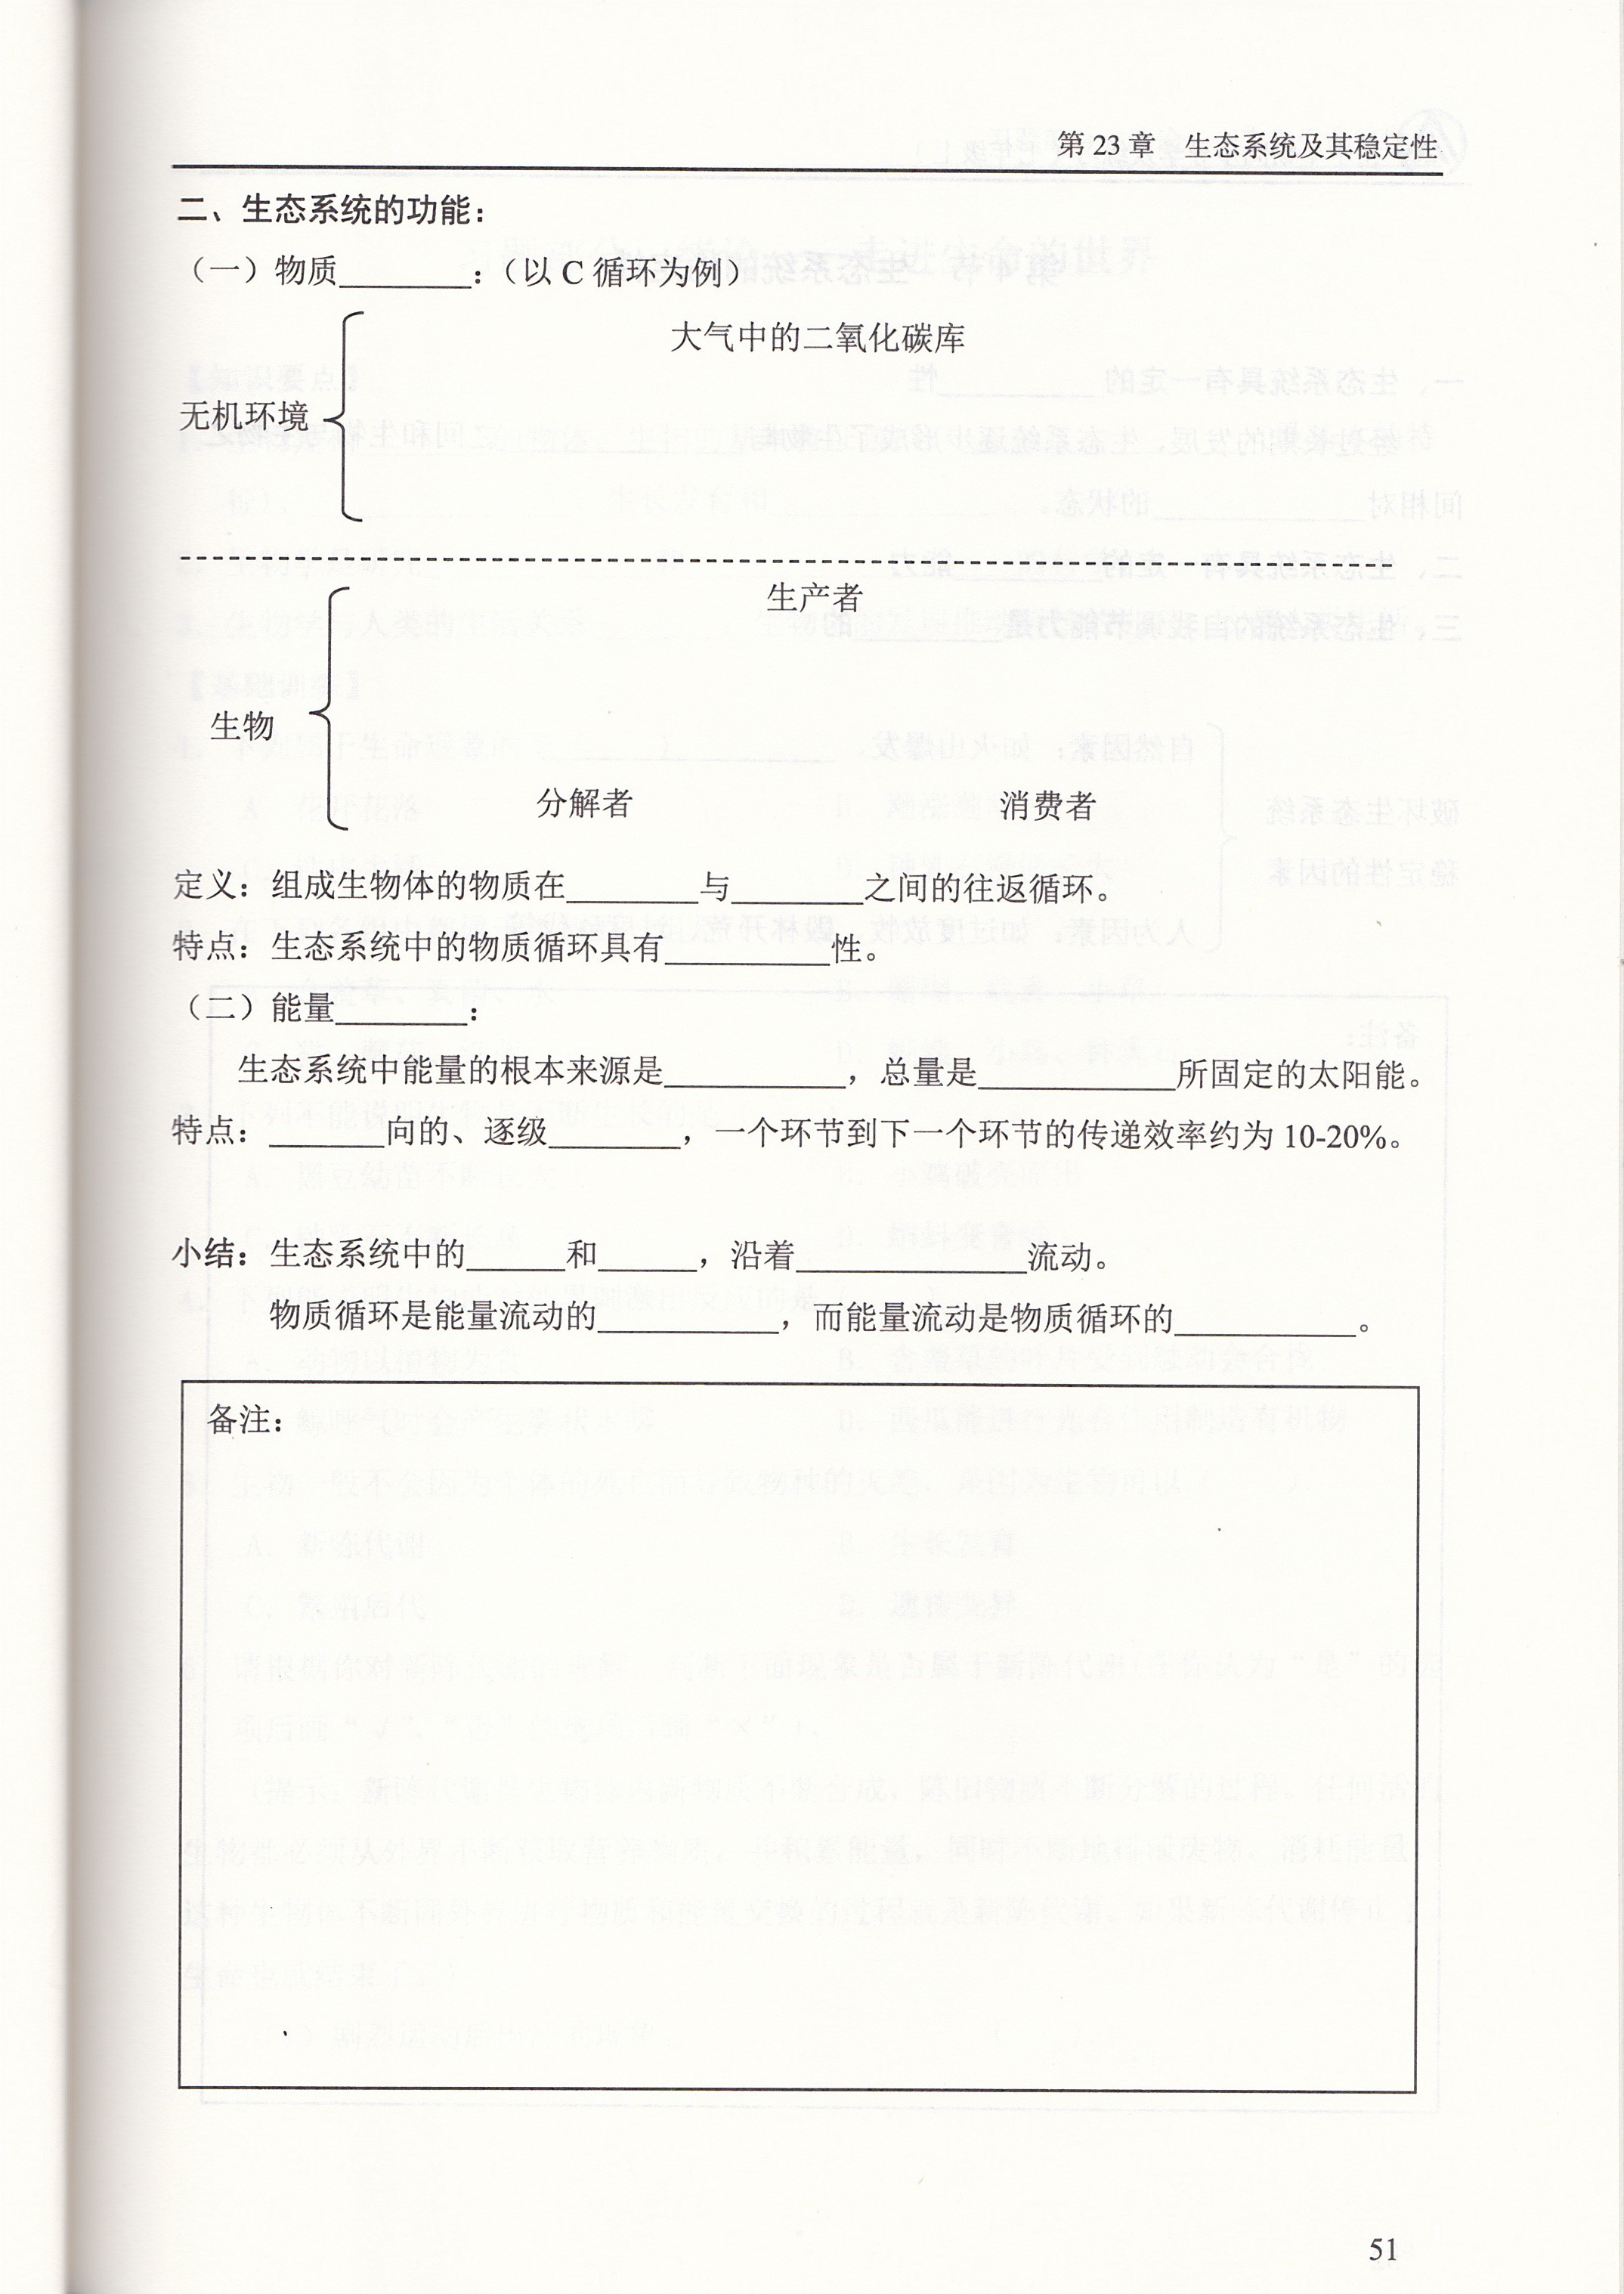 第 23 章　生态系统及其稳定性
二、生态系统的功能：
（一）物质________：（以 C 循环为例）
大气中的二氧化碳库
无机环境
生产者
生物
分解者　消费者
定义：组成生物体的物质在________与________之间的往返循环。
特点：生态系统中的物质循环具有__________性。
（二）能量________：
生态系统中能量的根本来源是___________，总量是____________所固定的太阳能。
特点：_______向的、逐级________，一个环节到下一个环节的传递效率约为 10-20%。
小结：生态系统中的______和______，沿着______________流动。
物质循环是能量流动的___________，而能量流动是物质循环的___________。
备注：
51